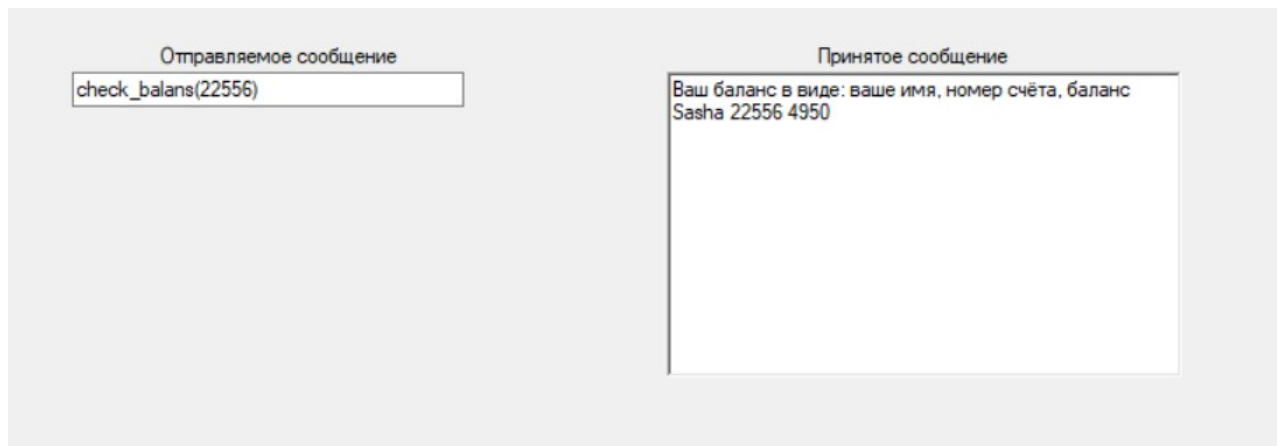 Отправляемое сообщение
check_balans(22556)
Принятое сообщение
Ваш баланс в виде: ваше имя, номер счёта, баланс
Sasha 22556 4950